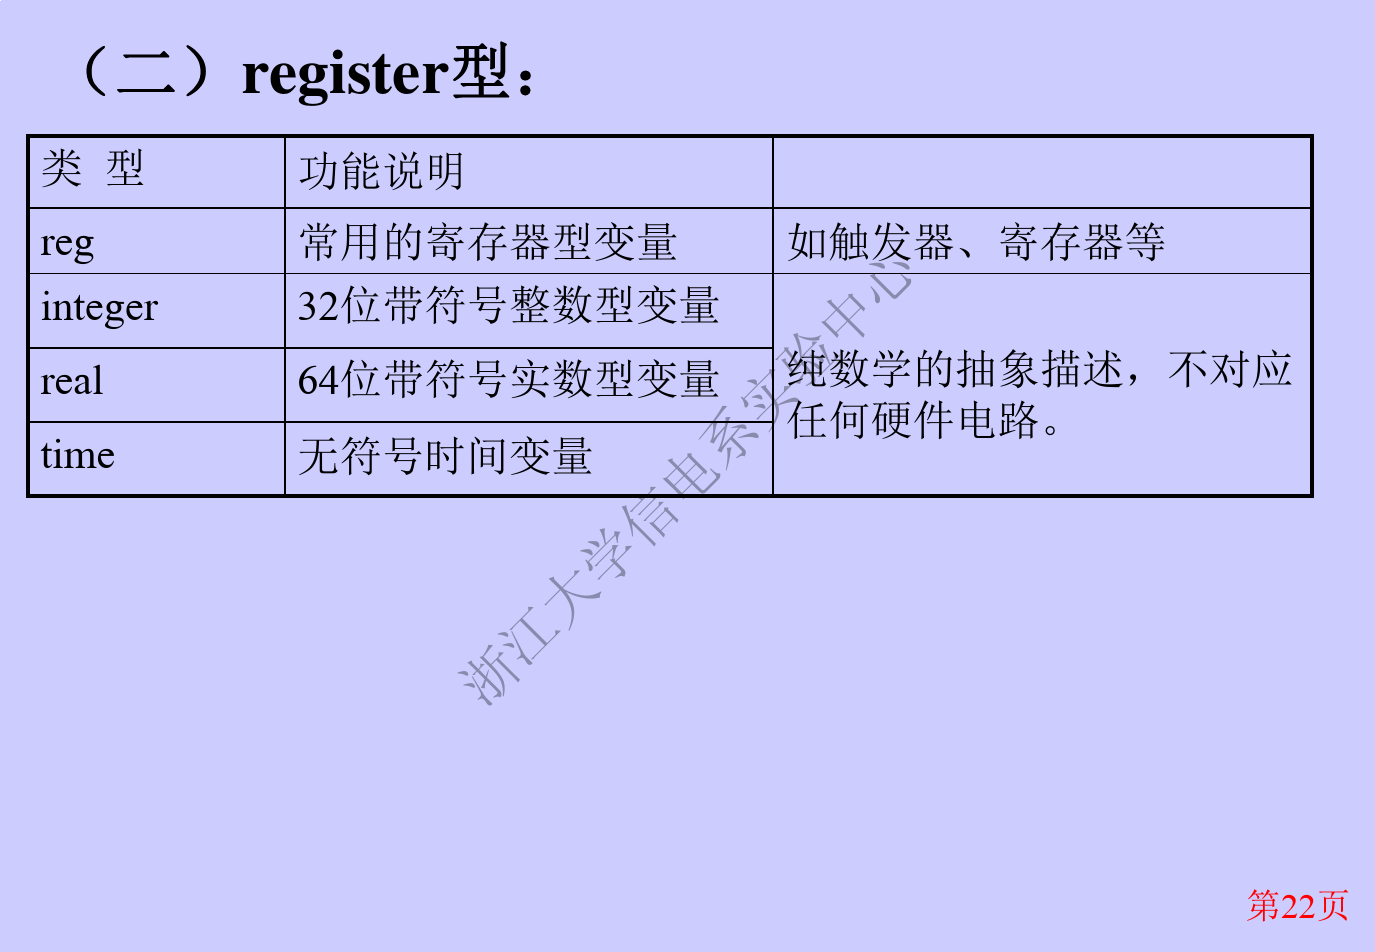 （二）register型：
类 型 功能说明
reg 常用的寄存器型变量 如触发器、寄存器等
integer 32位带符号整数型变量
real 64位带符号实数型变量
纯数学的抽象描述，不对应
任何硬件电路。
time 无符号时间变量
浙江大学信电系实验中心
第22页